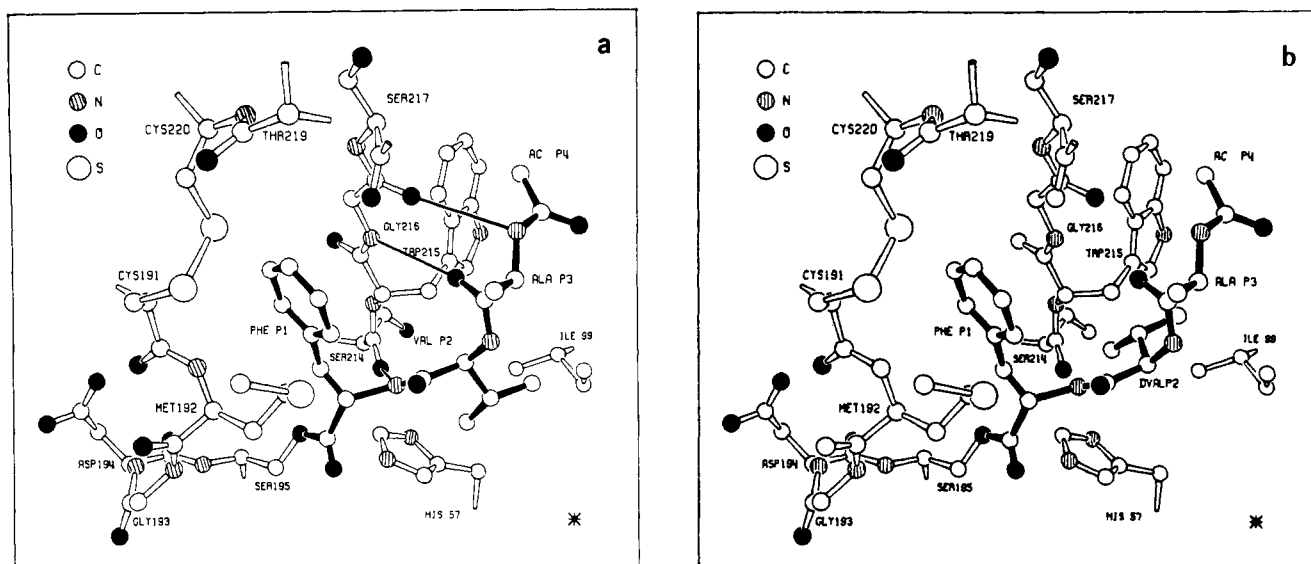 a
C
N
O
S
SER217
CYS220
THR219
AC P4
GLY216
TRP215
CYS191
ALA P3
PHE P1
VAL P2
ILE 99
SER214
MET192
ASP194
SER195
GLY193
HIS 57
*
b
C
N
O
S
SER217
CYS220
THR219
AC P4
GLY216
TRP215
CYS191
ALA P3
PHE P1
SER214
ILE 99
DVALP2
MET192
ASP194
SER195
GLY193
HIS 57
*